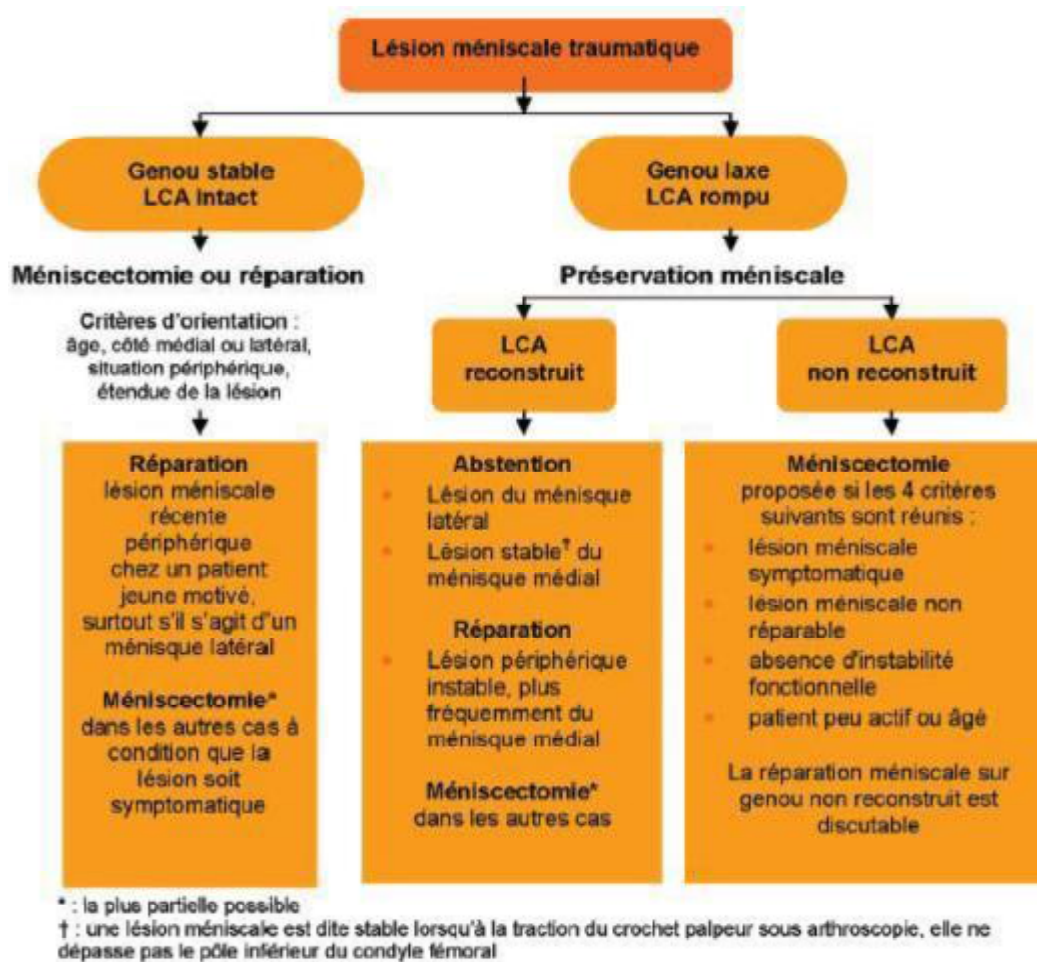 Lésion méniscale traumatique
Genou stable
LCA intact
Genou laxe
LCA rompu
Méniscectomie ou réparation
Préservation méniscale
Critères d'orientation :
âge, côté médial ou latéral,
situation périphérique,
étendue de la lésion
LCA
reconstruit
LCA
non reconstruit
Réparation
lésion méniscale
récente
périphérique
chez un patient
jeune motivé,
surtout s'il s'agit d'un
ménisque latéral
Méniscectomie*
dans les autres cas à
condition que la
lésion soit
symptomatique
Abstention
• Lésion du ménisque
latéral
• Lésion stable† du
ménisque médial
Réparation
• Lésion périphérique
instable, plus
fréquemment du
ménisque médial
Méniscectomie*
dans les autres cas
Méniscectomie
proposée si les 4 critères
suivants sont réunis :
• lésion méniscale
symptomatique
• lésion méniscale non
réparable
• absence d'instabilité
fonctionnelle
• patient peu actif ou âgé
La réparation méniscale sur
genou non reconstruit est
discutable
* : la plus partielle possible
† : une lésion méniscale est dite stable lorsqu'à la traction du crochet palpeur sous arthroscopie, elle ne
dépasse pas le pôle inférieur du condyle fémoral